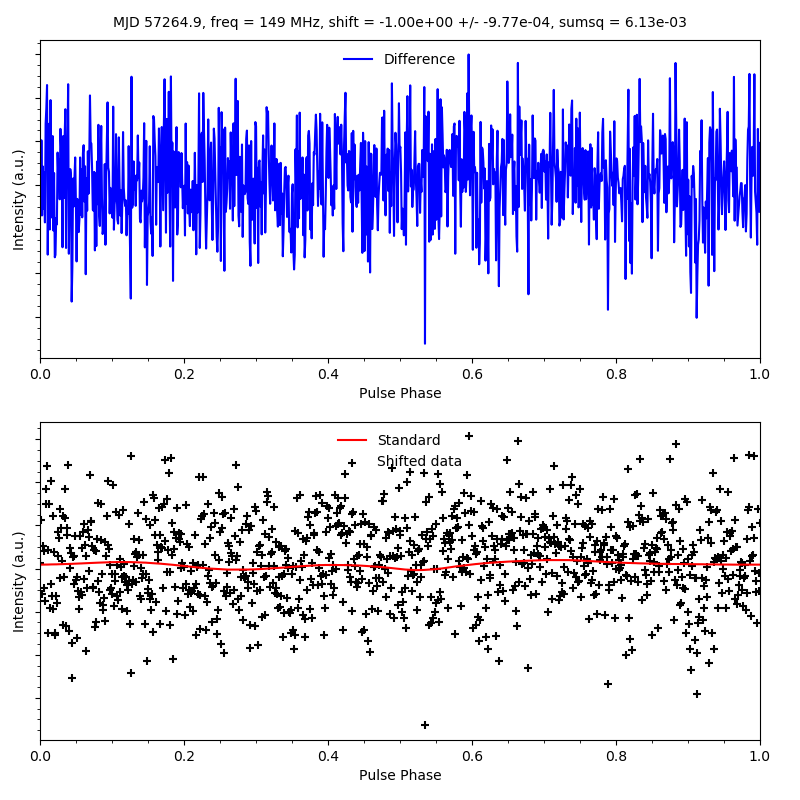 MJD 57264.9, freq = 149 MHz, shift = -1.00e+00 +/- -9.77e-04, sumsq = 6.13e-03
Difference
Intensity (a.u.)
0.0 0.2 0.4 0.6 0.8 1.0
Pulse Phase
Standard
Shifted data
Intensity (a.u.)
0.0 0.2 0.4 0.6 0.8 1.0
Pulse Phase